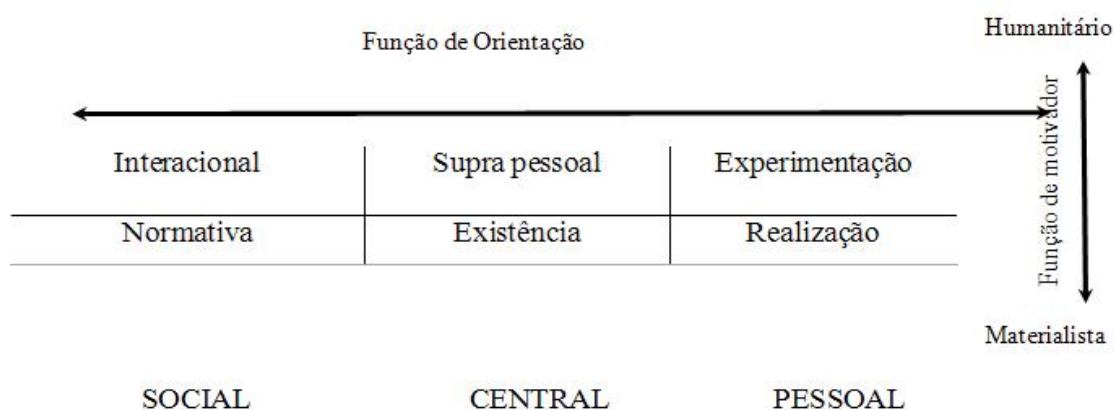 Humanitário
Função de Orientação
Função de motivador
Interacional Supra pessoal Experimentação
Normativa Existência Realização
Materialista
SOCIAL CENTRAL PESSOAL